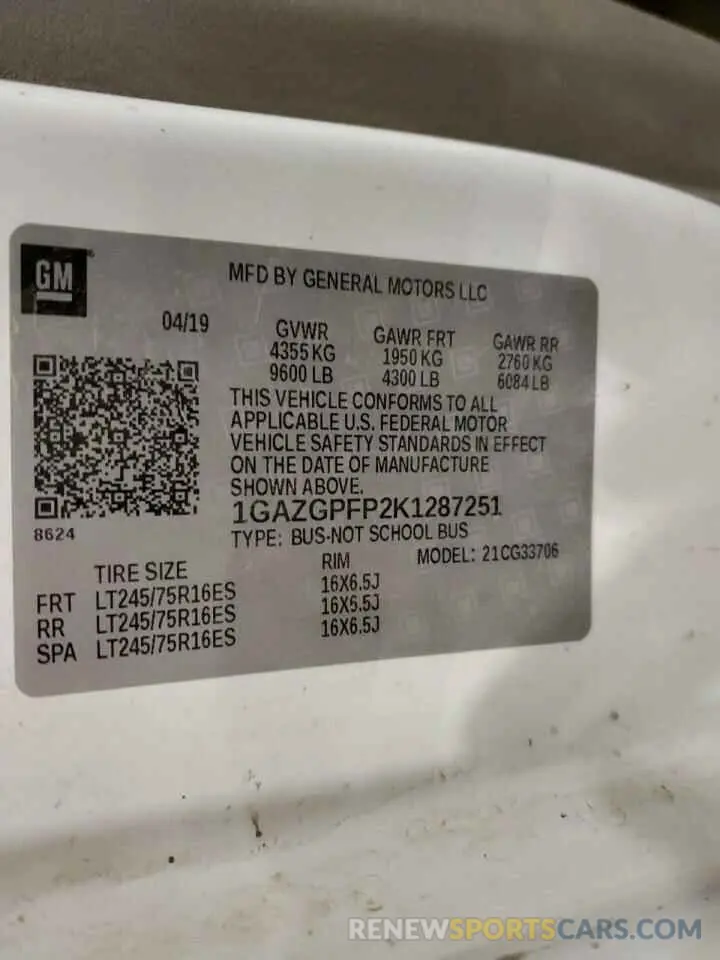 GM
MFD BY GENERAL MOTORS LLC
04/19
GVWR GAWR FRT GAWR RR
4355 KG 1950 KG 2760 KG
9600 LB 4300 LB 6084 LB
THIS VEHICLE CONFORMS TO ALL
APPLICABLE U.S. FEDERAL MOTOR
VEHICLE SAFETY STANDARDS IN EFFECT
ON THE DATE OF MANUFACTURE
SHOWN ABOVE.
1GAZGPFP2K1287251
8624
TYPE: BUS-NOT SCHOOL BUS
MODEL: 21CG33706
TIRE SIZE RIM
FRT LT245/75R16ES 16X6.5J
RR LT245/75R16ES 16X6.5J
SPA LT245/75R16ES 16X6.5J
RENEWSPORTSCARS.COM